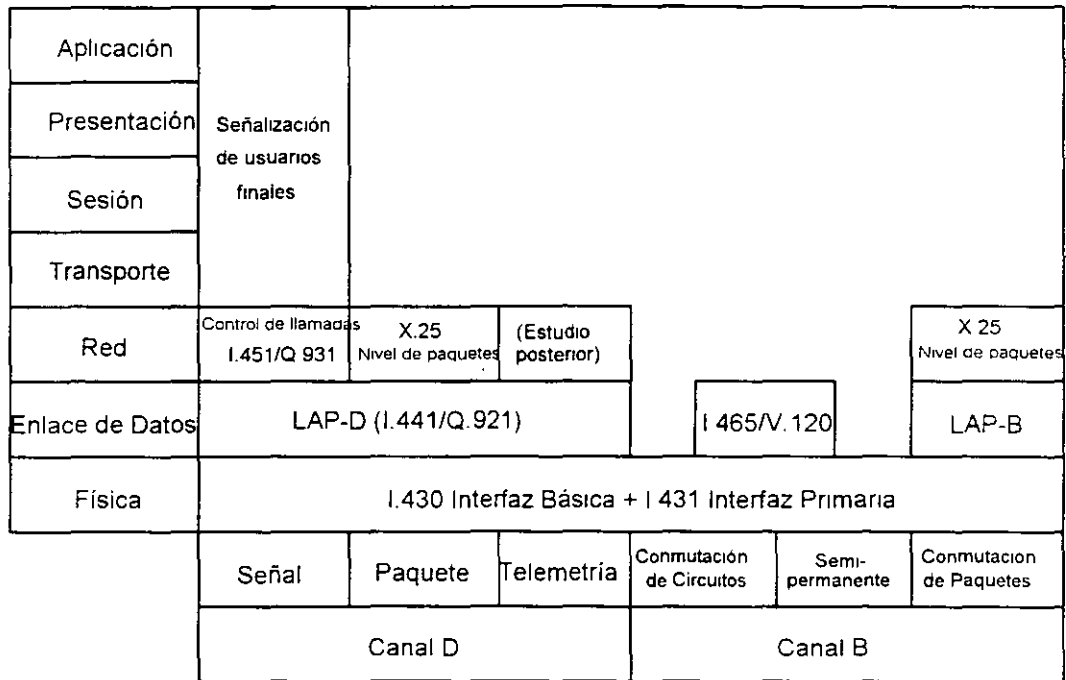 Aplicación
Presentación
Señalización
de usuarios
finales
Sesión
Transporte
Red
Control de llamadas
I.451/Q 931
X.25
Nivel de paquetes
(Estudio
posterior)
X 25
Nivel de paquetes
Enlace de Datos
LAP-D (I.441/Q.921)
I 465/V.120
LAP-B
Física
I.430 Interfaz Básica + I 431 Interfaz Primaria
Señal
Paquete
Telemetría
Conmutación
de Circuitos
Semi-
permanente
Conmutación
de Paquetes
Canal D
Canal B